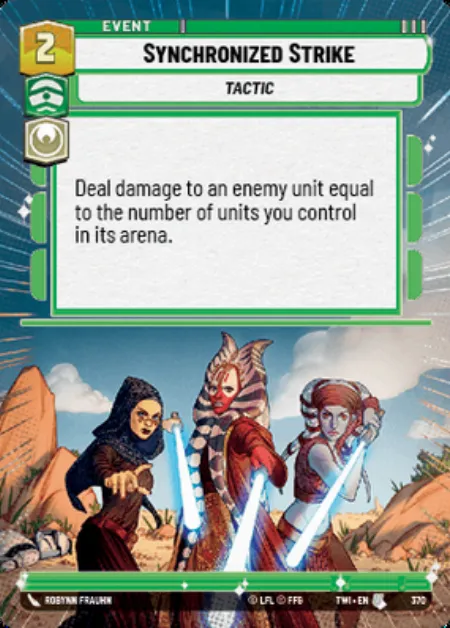 EVENT
2
SYNCHRONIZED STRIKE
TACTIC
Deal damage to an enemy unit equal
to the number of units you control
in its arena.
ROBYNN FRAUHN
© LFL © FFG
TWI • EN
370